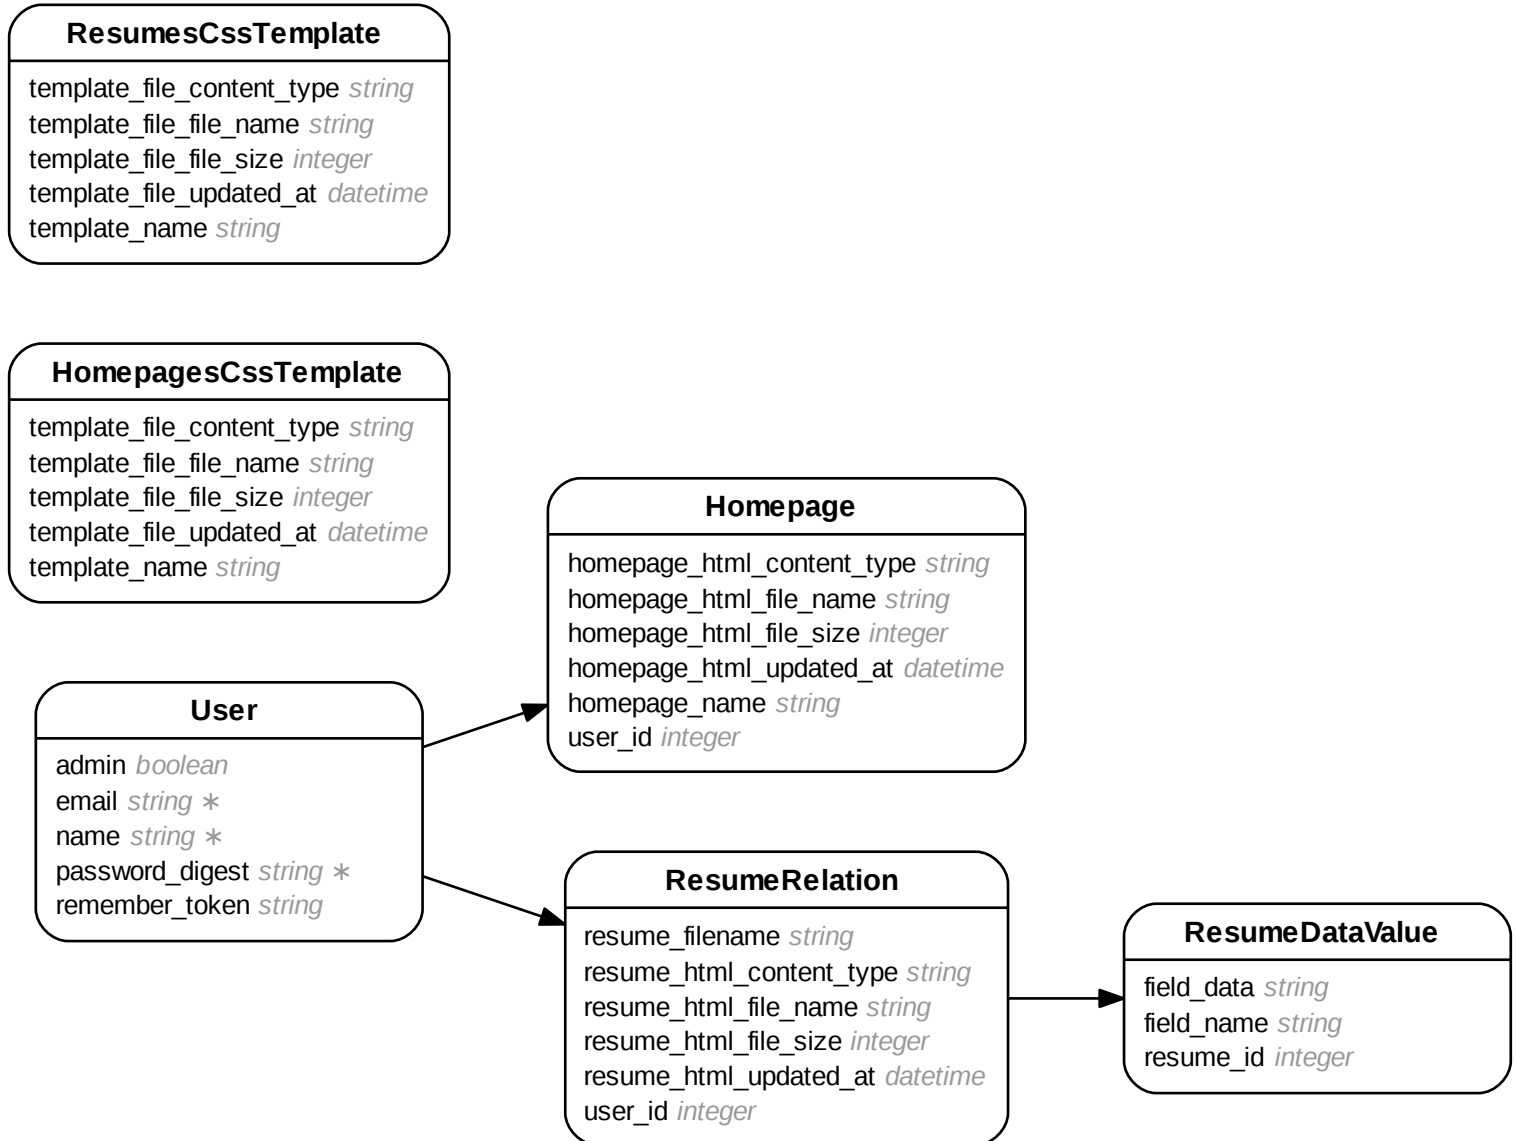 ResumesCssTemplate
template_file_content_type string
template_file_file_name string
template_file_file_size integer
template_file_updated_at datetime
template_name string
HomepagesCssTemplate
template_file_content_type string
template_file_file_name string
template_file_file_size integer
template_file_updated_at datetime
template_name string
Homepage
homepage_html_content_type string
homepage_html_file_name string
homepage_html_file_size integer
homepage_html_updated_at datetime
homepage_name string
user_id integer
User
admin boolean
email string ∗
name string ∗
password_digest string ∗
remember_token string
ResumeRelation
resume_filename string
resume_html_content_type string
resume_html_file_name string
resume_html_file_size integer
resume_html_updated_at datetime
user_id integer
ResumeDataValue
field_data string
field_name string
resume_id integer